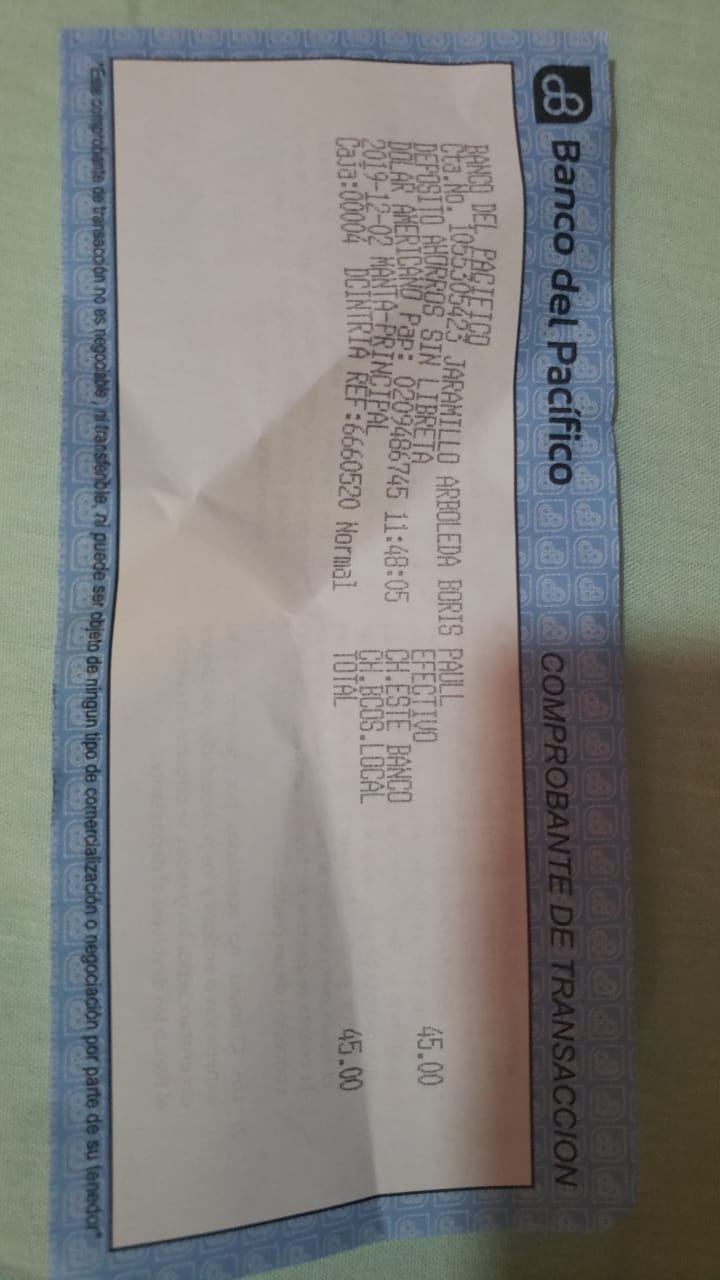 Banco del Pacífico
COMPROBANTE DE TRANSACCION
BANCO DEL PACIFICO
Cta.No. 1055305423 JARAMILLO ARBOLEDA BORIS PAULL
DEPOSITO AHORROS SIN LIBRETA EFECTIVO 45.00
DOLAR AMERICANO Pap: 0209486745 11:48:05 CH.ESTE BANCO
2019-12-02 MANTA-PRINCIPAL CH.BCOS.LOCAL
Caja:00004 DCINTRIA REF:6660520 Normal TOTAL 45.00
"Este comprobante de transacción no es negociable, ni transferible, ni puede ser objeto de ningun tipo de comercialización o negociación por parte de su tenedor"